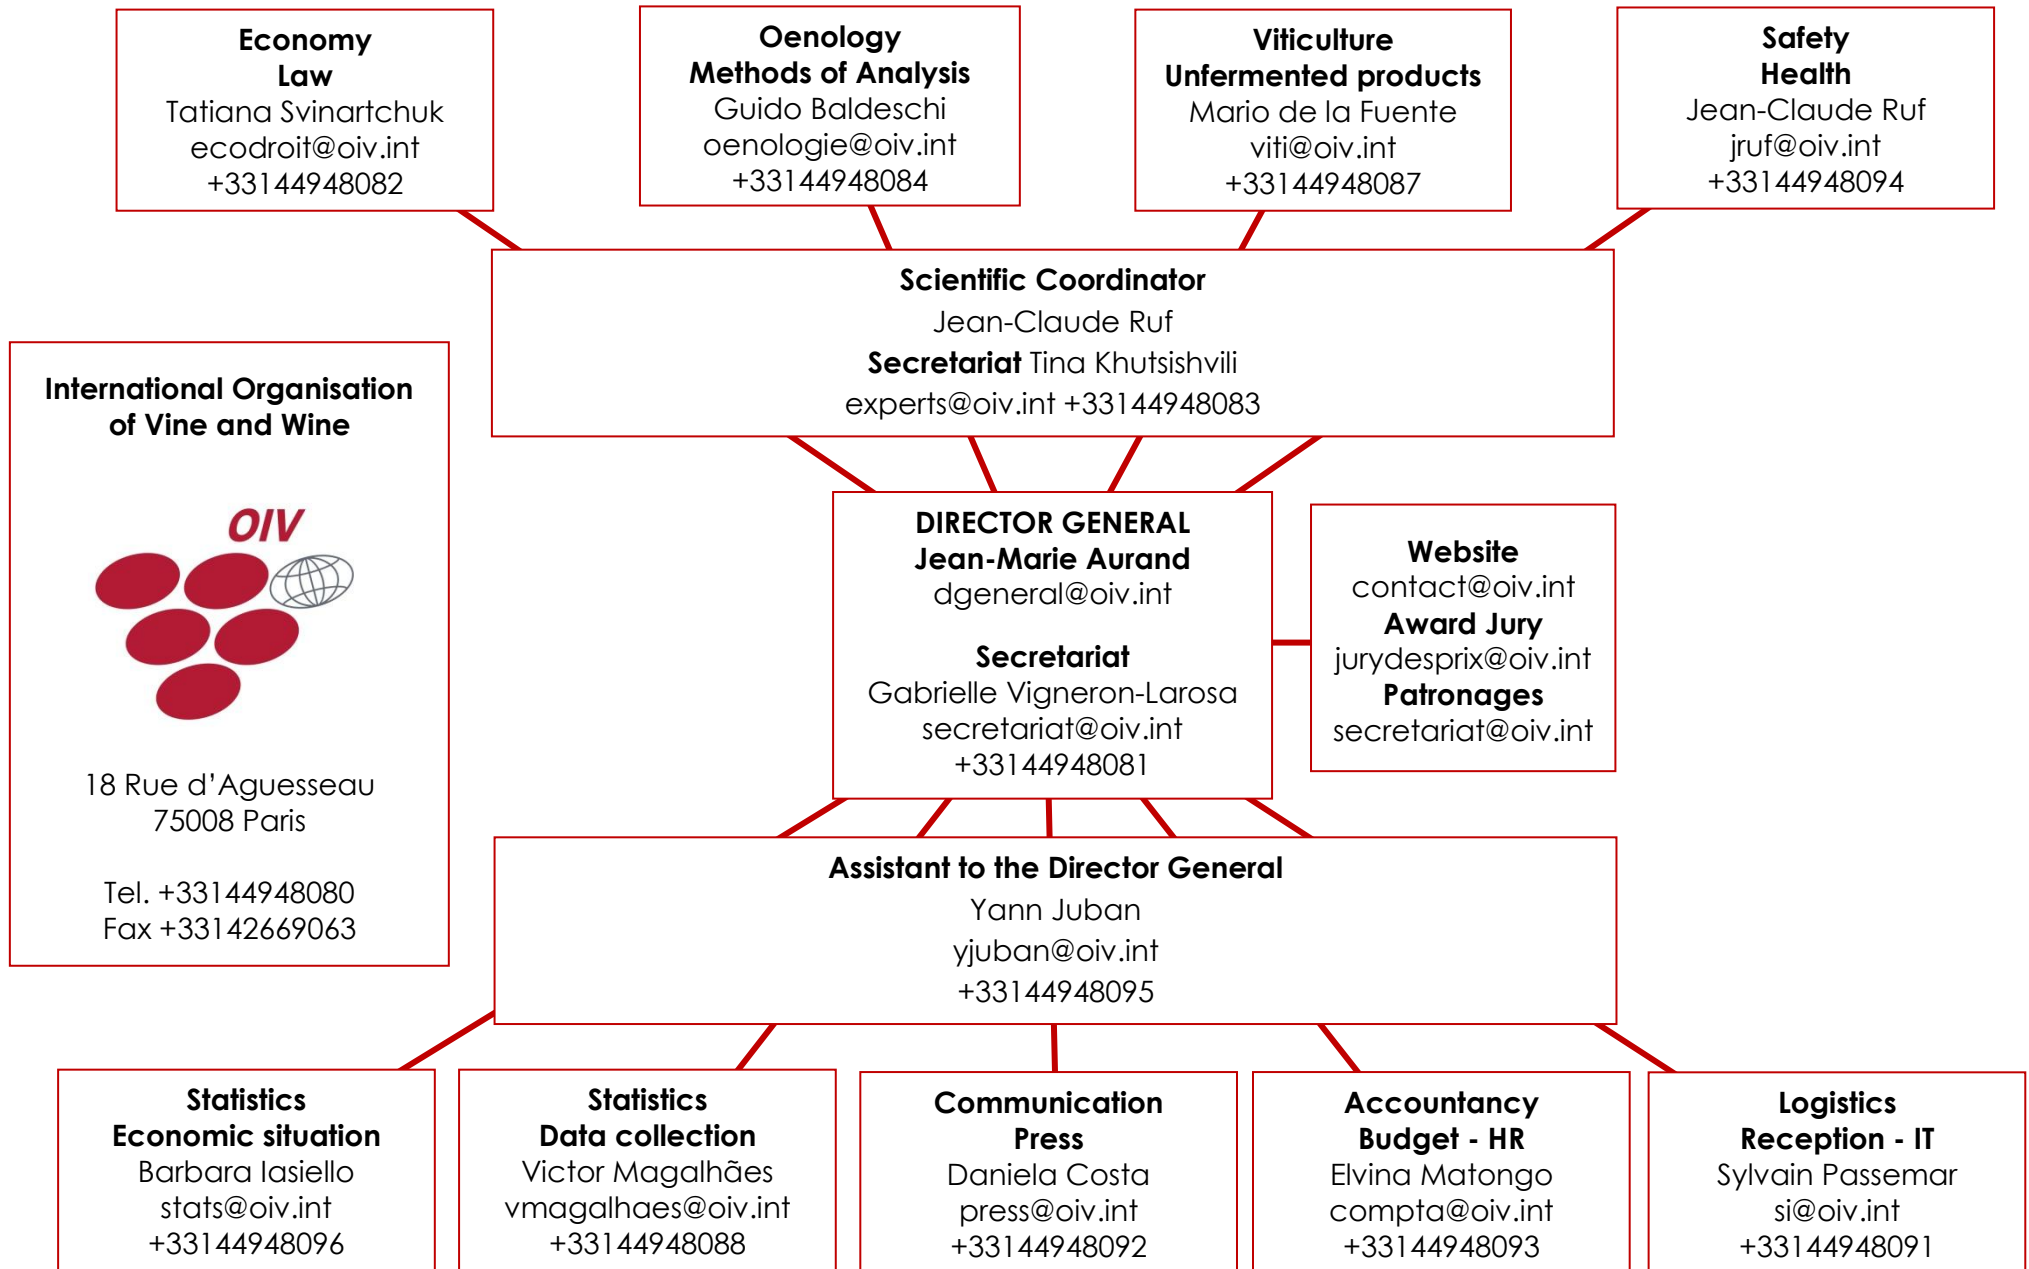 Economy
Law
Tatiana Svinartchuk
ecodroit@oiv.int
+33144948082
Oenology
Methods of Analysis
Guido Baldeschi
oenologie@oiv.int
+33144948084
Viticulture
Unfermented products
Mario de la Fuente
viti@oiv.int
+33144948087
Safety
Health
Jean-Claude Ruf
jruf@oiv.int
+33144948094
Scientific Coordinator
Jean-Claude Ruf
Secretariat Tina Khutsishvili
experts@oiv.int +33144948083
International Organisation
of Vine and Wine
OIV
18 Rue d’Aguesseau
75008 Paris
Tel. +33144948080
Fax +33142669063
DIRECTOR GENERAL
Jean-Marie Aurand
dgeneral@oiv.int
Secretariat
Gabrielle Vigneron-Larosa
secretariat@oiv.int
+33144948081
Website
contact@oiv.int
Award Jury
jurydesprix@oiv.int
Patronages
secretariat@oiv.int
Assistant to the Director General
Yann Juban
yjuban@oiv.int
+33144948095
Statistics
Economic situation
Barbara Iasiello
stats@oiv.int
+33144948096
Statistics
Data collection
Victor Magalhães
vmagalhaes@oiv.int
+33144948088
Communication
Press
Daniela Costa
press@oiv.int
+33144948092
Accountancy
Budget - HR
Elvina Matongo
compta@oiv.int
+33144948093
Logistics
Reception - IT
Sylvain Passemar
si@oiv.int
+33144948091